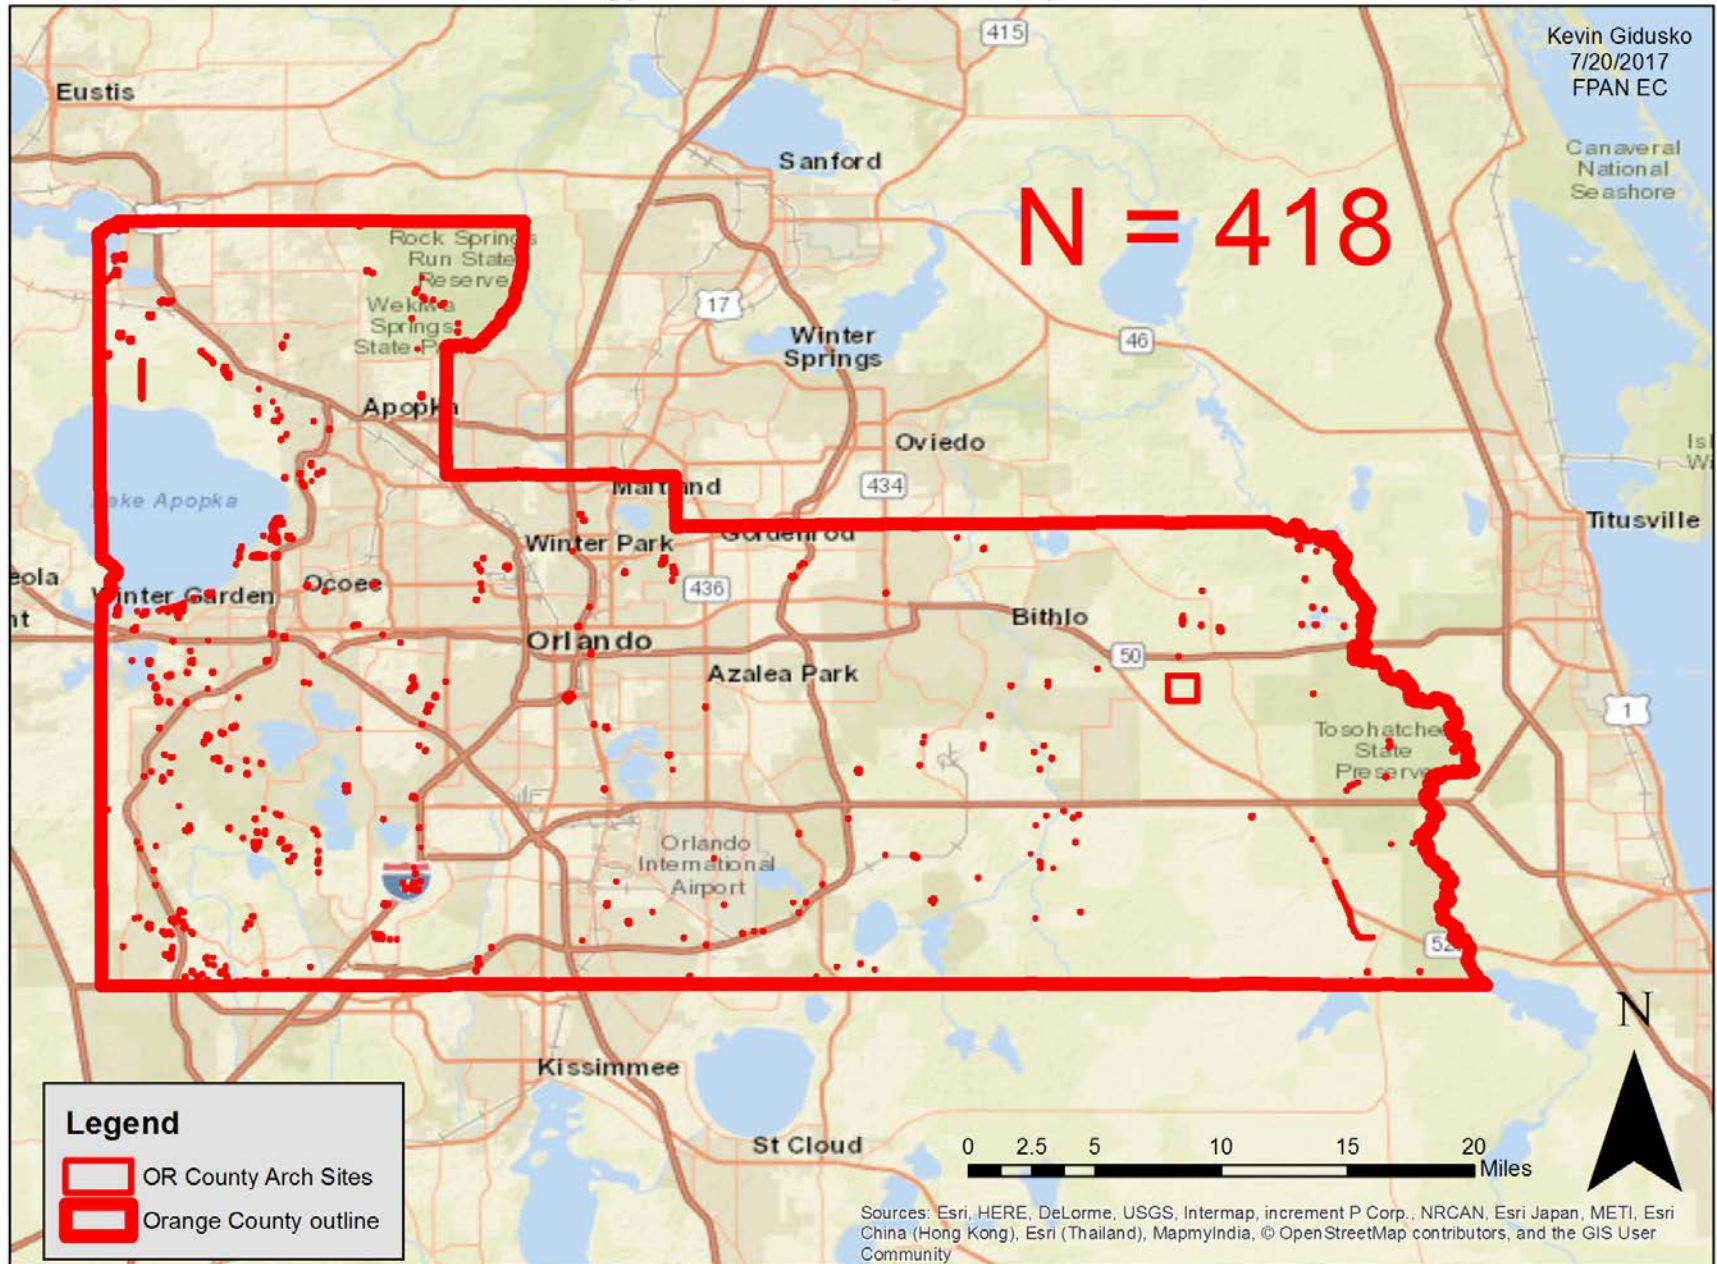 415
Kevin Gidusko
7/20/2017
FPAN EC
Eustis
Canaveral
National
Seashore
Sanford
N = 418
Rock Springs
Run State
Reserve
Wekiwa
Springs
State P
17
Winter
Springs
46
Apopka
Oviedo
Maitland
434
Lake Apopka
Titusville
Winter Park
Goldenrod
eola
Winter Garden
Ocoee
436
nt
Bithlo
Orlando
50
Azalea Park
1
Tosohatchee
State
Preserve
Orlando
International
Airport
52
N
Kissimmee
St Cloud
Legend
OR County Arch Sites
Orange County outline
0 2.5 5 10 15 20
Miles
Sources: Esri, HERE, DeLorme, USGS, Intermap, increment P Corp., NRCAN, Esri Japan, METI, Esri
China (Hong Kong), Esri (Thailand), MapmyIndia, © OpenStreetMap contributors, and the GIS User
Community